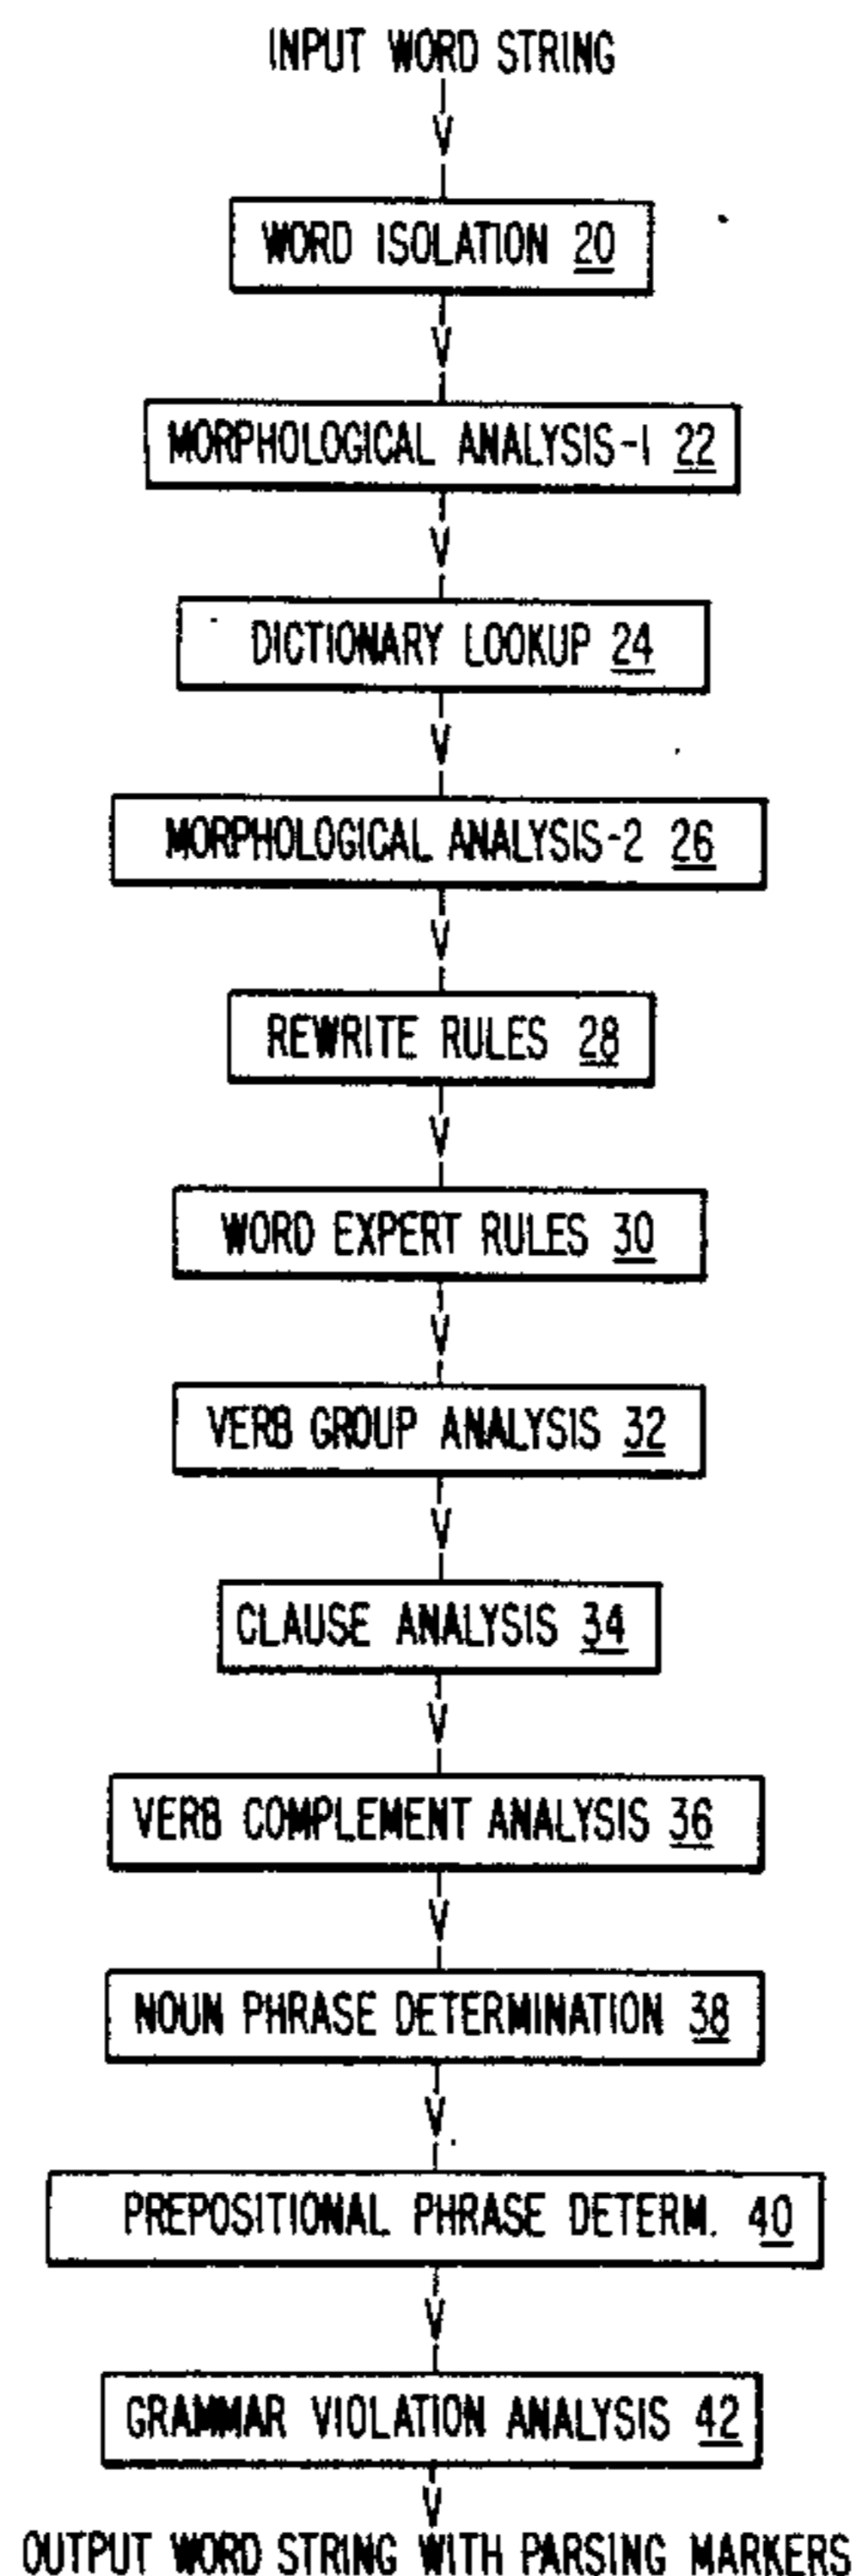 INPUT WORD STRING
WORD ISOLATION 20
MORPHOLOGICAL ANALYSIS-1 22
DICTIONARY LOOKUP 24
MORPHOLOGICAL ANALYSIS-2 26
REWRITE RULES 28
WORD EXPERT RULES 30
VERB GROUP ANALYSIS 32
CLAUSE ANALYSIS 34
VERB COMPLEMENT ANALYSIS 36
NOUN PHRASE DETERMINATION 38
PREPOSITIONAL PHRASE DETERM. 40
GRAMMAR VIOLATION ANALYSIS 42
OUTPUT WORD STRING WITH PARSING MARKERS